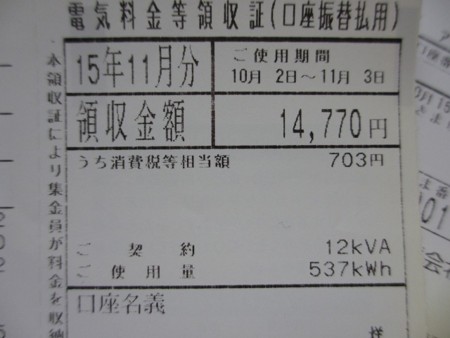 電気料金等領収証(口座振替払用)
15年11月分
ご使用期間
10月 2日～11月 3日
領収金額 14,770円
うち消費税等相当額 703円
ご契約 12kVA
ご使用量 537kWh
口座名義
様
本領収証により集金員が料金を収納